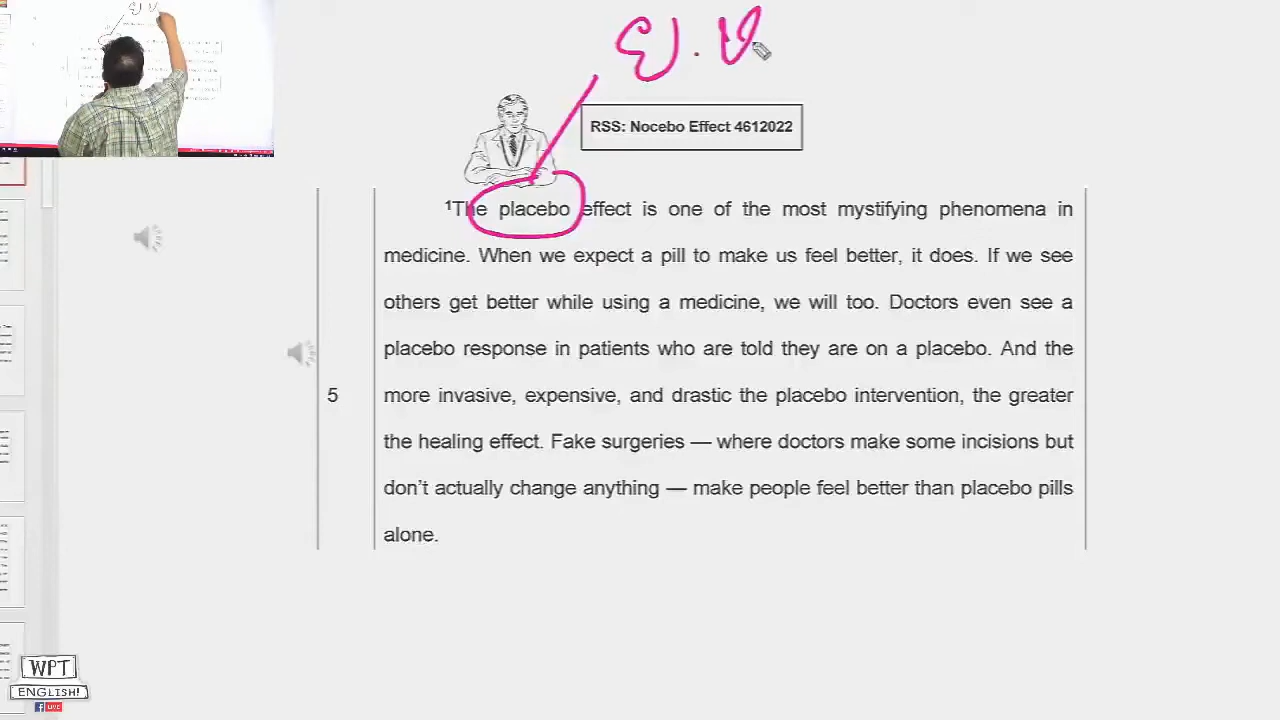 ย.
RSS: Nocebo Effect 4612022
¹The placebo effect is one of the most mystifying phenomena in
medicine. When we expect a pill to make us feel better, it does. If we see
others get better while using a medicine, we will too. Doctors even see a
placebo response in patients who are told they are on a placebo. And the
5 more invasive, expensive, and drastic the placebo intervention, the greater
the healing effect. Fake surgeries — where doctors make some incisions but
don’t actually change anything — make people feel better than placebo pills
alone.
WPT
ENGLISH!
f LIVE